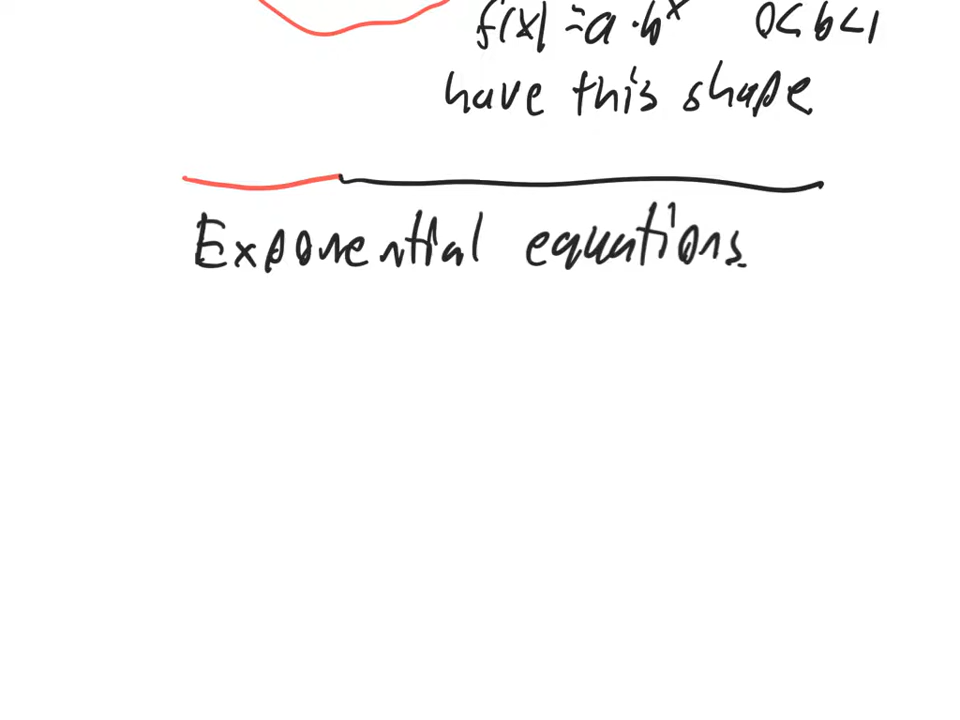 f(x) = a · b^x 0 < b < 1
have this shape
Exponential equations.